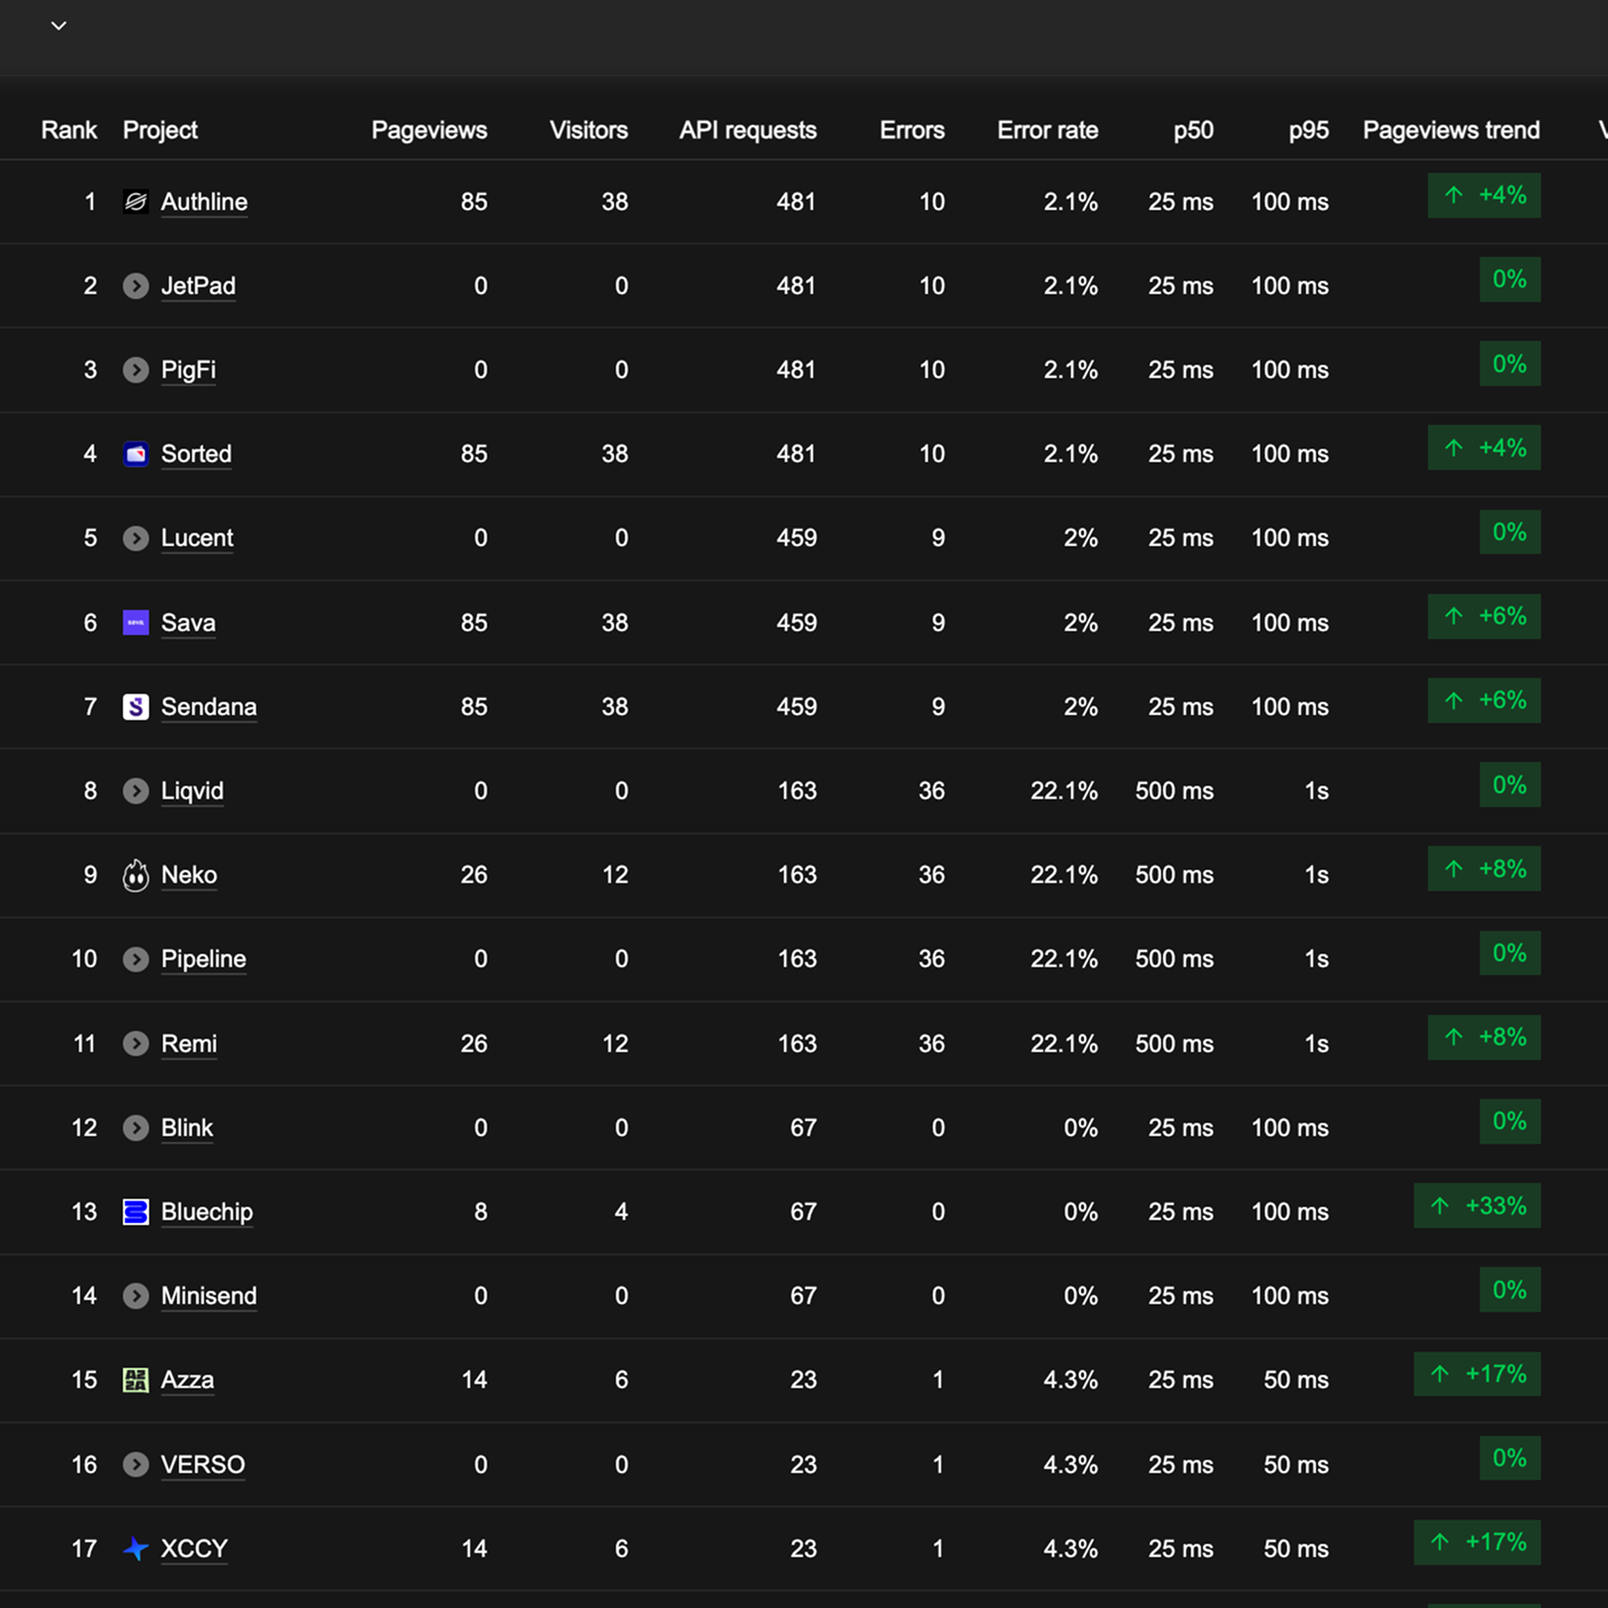 Rank Project Pageviews Visitors API requests Errors Error rate p50 p95 Pageviews trend
1 Authline 85 38 481 10 2.1% 25 ms 100 ms ↑ +4%
2 JetPad 0 0 481 10 2.1% 25 ms 100 ms 0%
3 PigFi 0 0 481 10 2.1% 25 ms 100 ms 0%
4 Sorted 85 38 481 10 2.1% 25 ms 100 ms ↑ +4%
5 Lucent 0 0 459 9 2% 25 ms 100 ms 0%
6 Sava 85 38 459 9 2% 25 ms 100 ms ↑ +6%
7 Sendana 85 38 459 9 2% 25 ms 100 ms ↑ +6%
8 Liqvid 0 0 163 36 22.1% 500 ms 1s 0%
9 Neko 26 12 163 36 22.1% 500 ms 1s ↑ +8%
10 Pipeline 0 0 163 36 22.1% 500 ms 1s 0%
11 Remi 26 12 163 36 22.1% 500 ms 1s ↑ +8%
12 Blink 0 0 67 0 0% 25 ms 100 ms 0%
13 Bluechip 8 4 67 0 0% 25 ms 100 ms ↑ +33%
14 Minisend 0 0 67 0 0% 25 ms 100 ms 0%
15 Azza 14 6 23 1 4.3% 25 ms 50 ms ↑ +17%
16 VERSO 0 0 23 1 4.3% 25 ms 50 ms 0%
17 XCCY 14 6 23 1 4.3% 25 ms 50 ms ↑ +17%